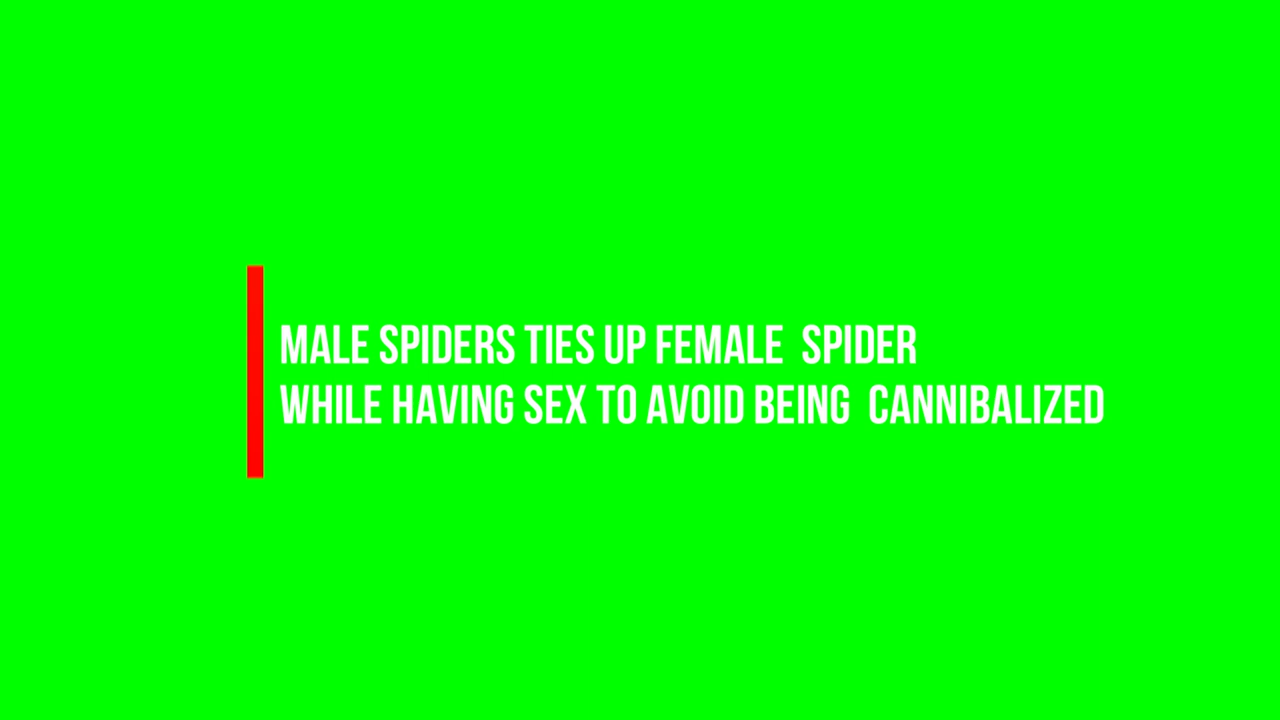 MALE SPIDERS TIES UP FEMALE  SPIDER
WHILE HAVING SEX TO AVOID BEING  CANNIBALIZED